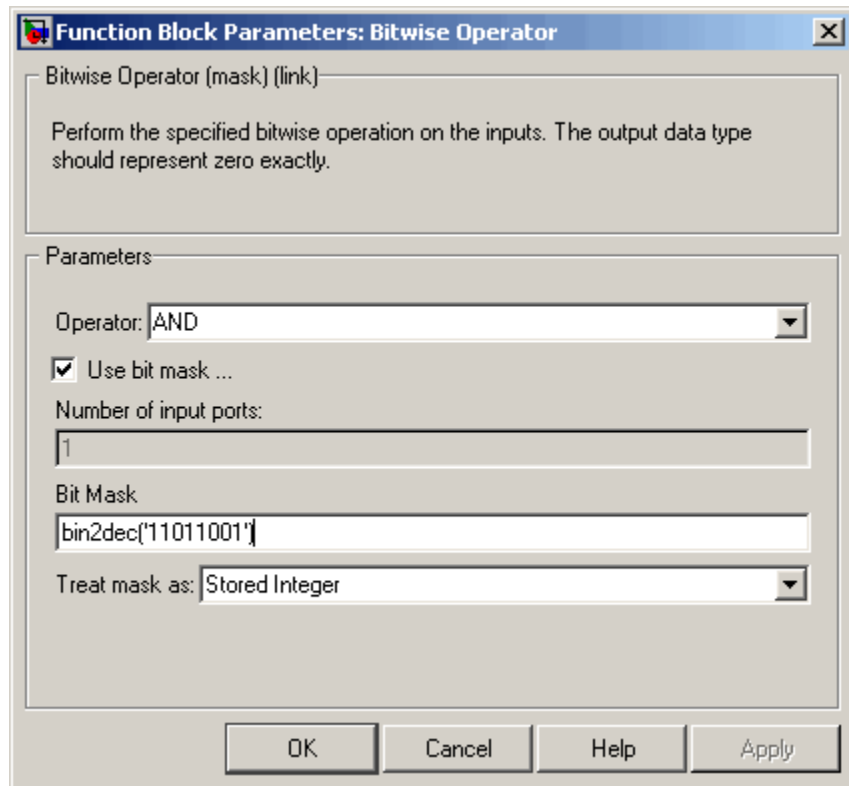 Function Block Parameters: Bitwise Operator
Bitwise Operator (mask) (link)
Perform the specified bitwise operation on the inputs. The output data type
should represent zero exactly.
Parameters
Operator: AND
Use bit mask ...
Number of input ports:
1
Bit Mask
bin2dec('11011001')
Treat mask as: Stored Integer
OK Cancel Help Apply